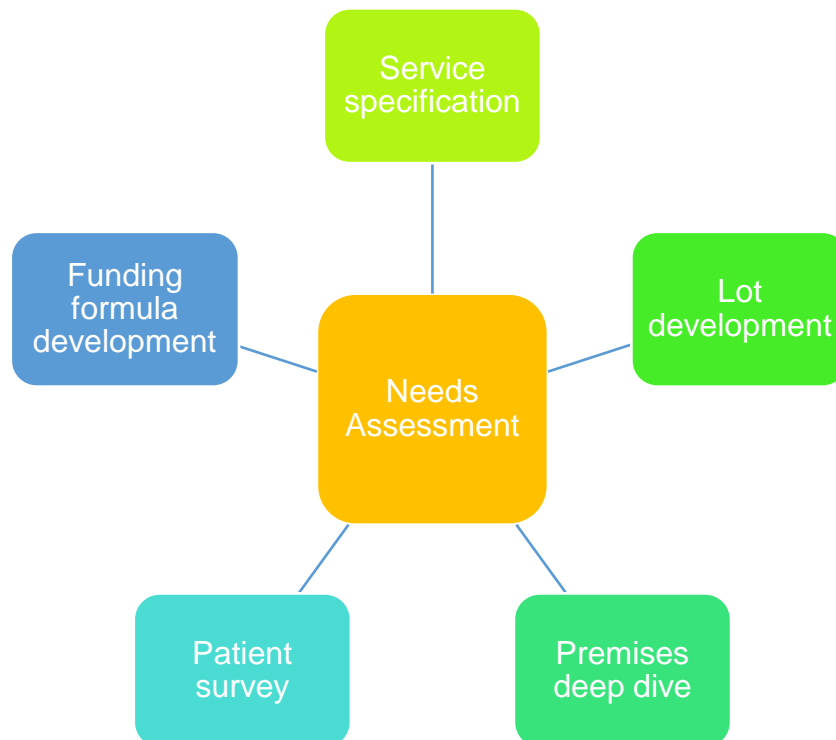 Service
specification
Funding
formula
development
Lot
development
Needs
Assessment
Patient
survey
Premises
deep dive